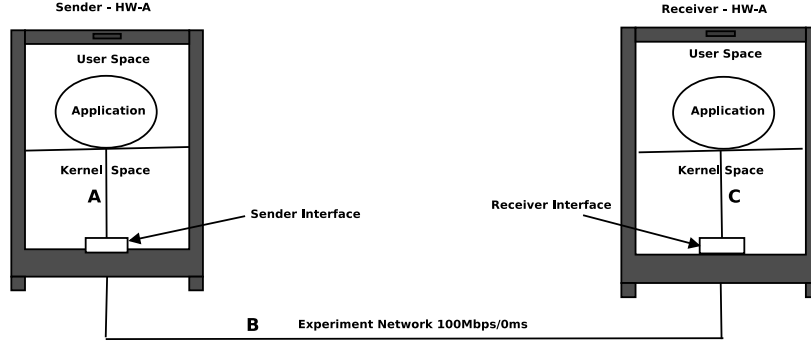 Sender - HW-A
User Space
Application
Kernel Space
A
Sender Interface
Receiver - HW-A
User Space
Application
Kernel Space
C
Receiver Interface
B Experiment Network 100Mbps/0ms